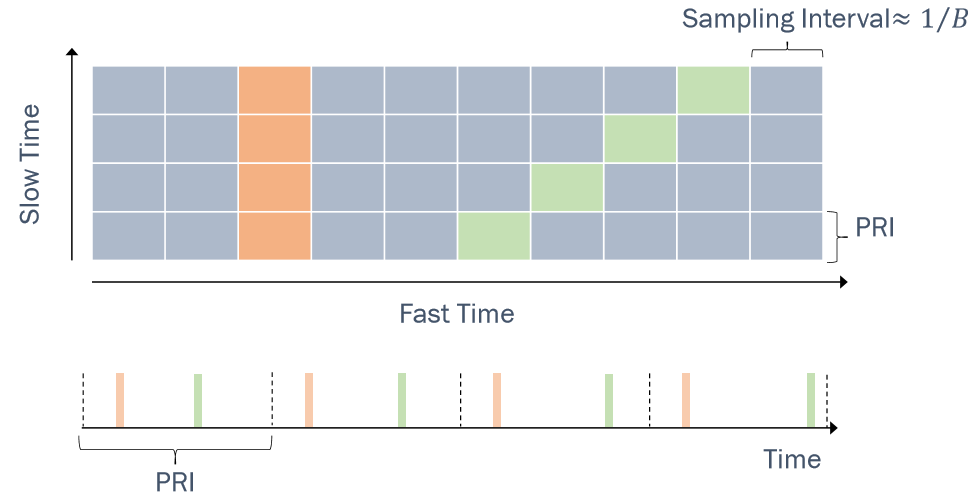 Sampling Interval≈ 1/B
Slow Time
PRI
Fast Time
Time
PRI